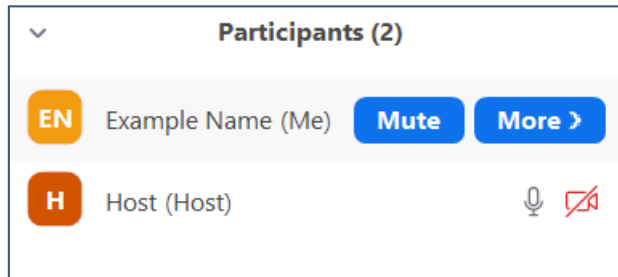 Participants (2)
EN Example Name (Me) Mute More >
H Host (Host)